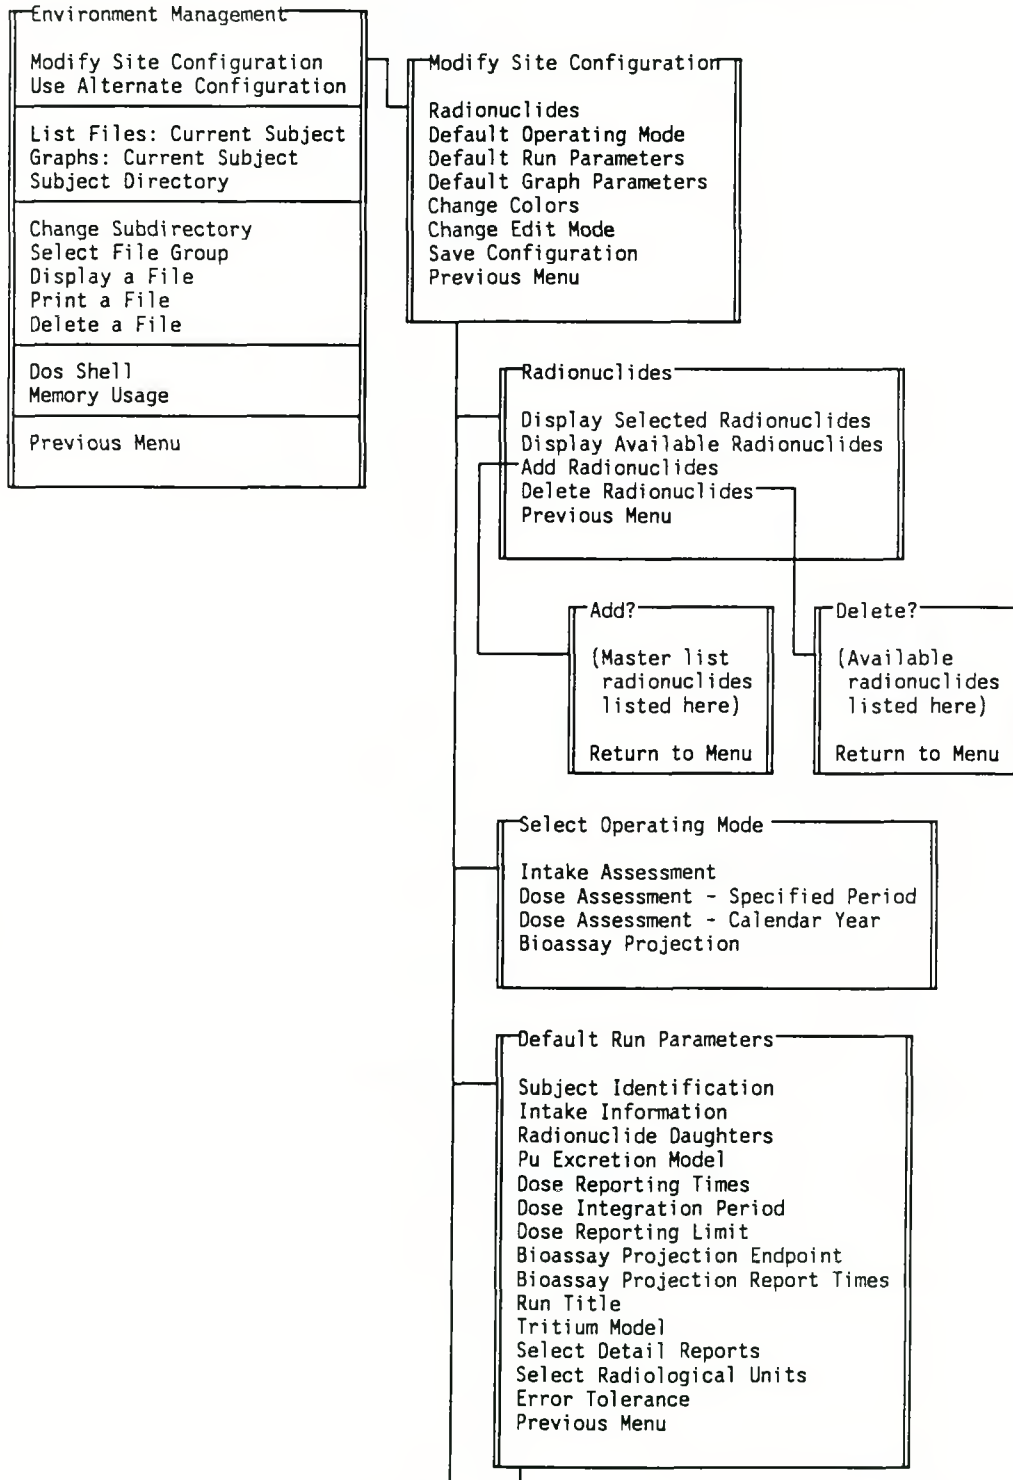 Environment Management
Modify Site Configuration
Use Alternate Configuration
List Files: Current Subject
Graphs: Current Subject
Subject Directory
Change Subdirectory
Select File Group
Display a File
Print a File
Delete a File
Dos Shell
Memory Usage
Previous Menu
Modify Site Configuration
Radionuclides
Default Operating Mode
Default Run Parameters
Default Graph Parameters
Change Colors
Change Edit Mode
Save Configuration
Previous Menu
Radionuclides
Display Selected Radionuclides
Display Available Radionuclides
Add Radionuclides
Delete Radionuclides
Previous Menu
Add?
(Master list
radionuclides
listed here)
Return to Menu
Delete?
(Available
radionuclides
listed here)
Return to Menu
Select Operating Mode
Intake Assessment
Dose Assessment - Specified Period
Dose Assessment - Calendar Year
Bioassay Projection
Default Run Parameters
Subject Identification
Intake Information
Radionuclide Daughters
Pu Excretion Model
Dose Reporting Times
Dose Integration Period
Dose Reporting Limit
Bioassay Projection Endpoint
Bioassay Projection Report Times
Run Title
Tritium Model
Select Detail Reports
Select Radiological Units
Error Tolerance
Previous Menu